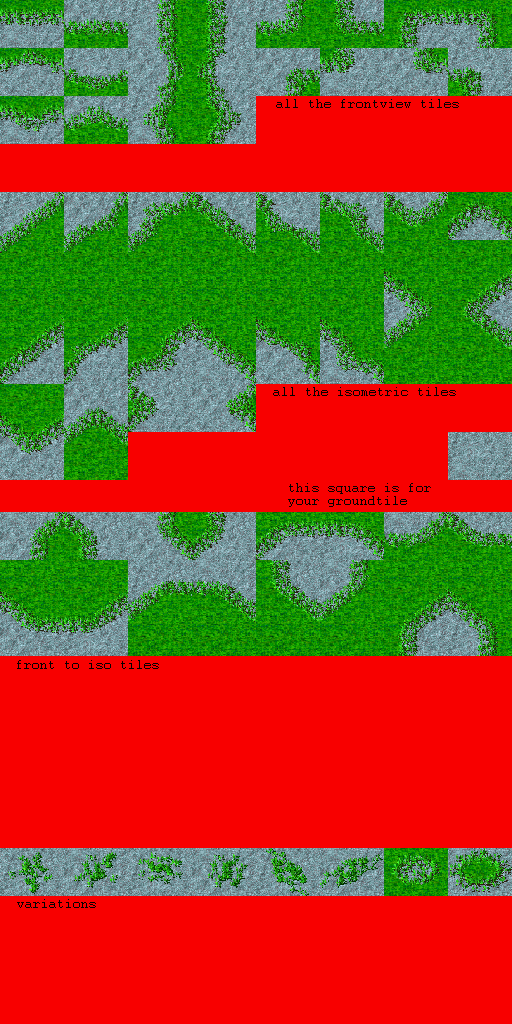 all the frontview tiles
all the isometric tiles
this square is for
your groundtile
front to iso tiles
variations